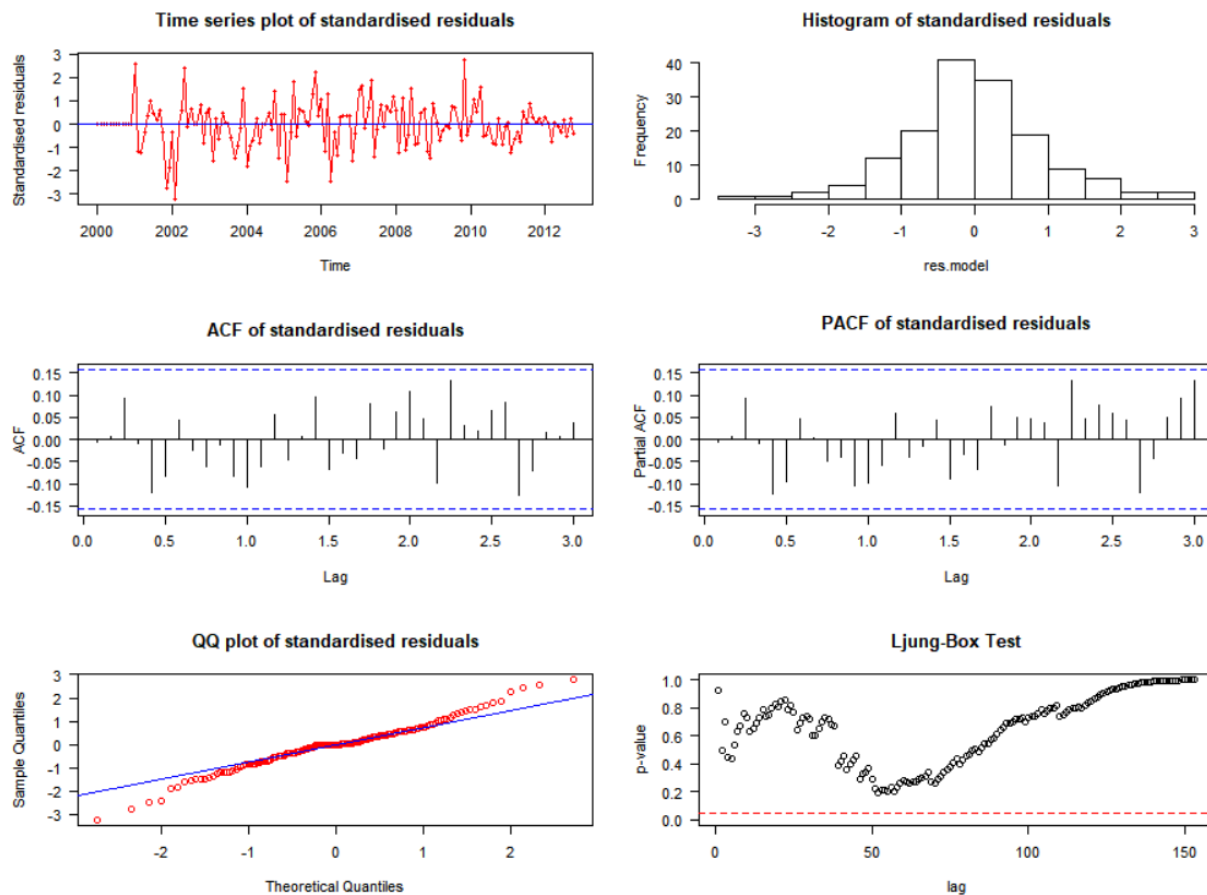 Time series plot of standardised residuals
Standardised residuals
3
2
1
0
-1
-2
-3
2000 2002 2004 2006 2008 2010 2012
Time
Histogram of standardised residuals
Frequency
40
30
20
10
0
-3 -2 -1 0 1 2 3
res.model
ACF of standardised residuals
ACF
0.15
0.10
0.05
0.00
-0.05
-0.10
-0.15
0.0 0.5 1.0 1.5 2.0 2.5 3.0
Lag
PACF of standardised residuals
Partial ACF
0.15
0.10
0.05
0.00
-0.05
-0.10
-0.15
0.0 0.5 1.0 1.5 2.0 2.5 3.0
Lag
QQ plot of standardised residuals
Sample Quantiles
3
2
1
0
-1
-2
-3
-2 -1 0 1 2
Theoretical Quantiles
Ljung-Box Test
p-value
1.0
0.8
0.6
0.4
0.2
0.0
0 50 100 150
lag